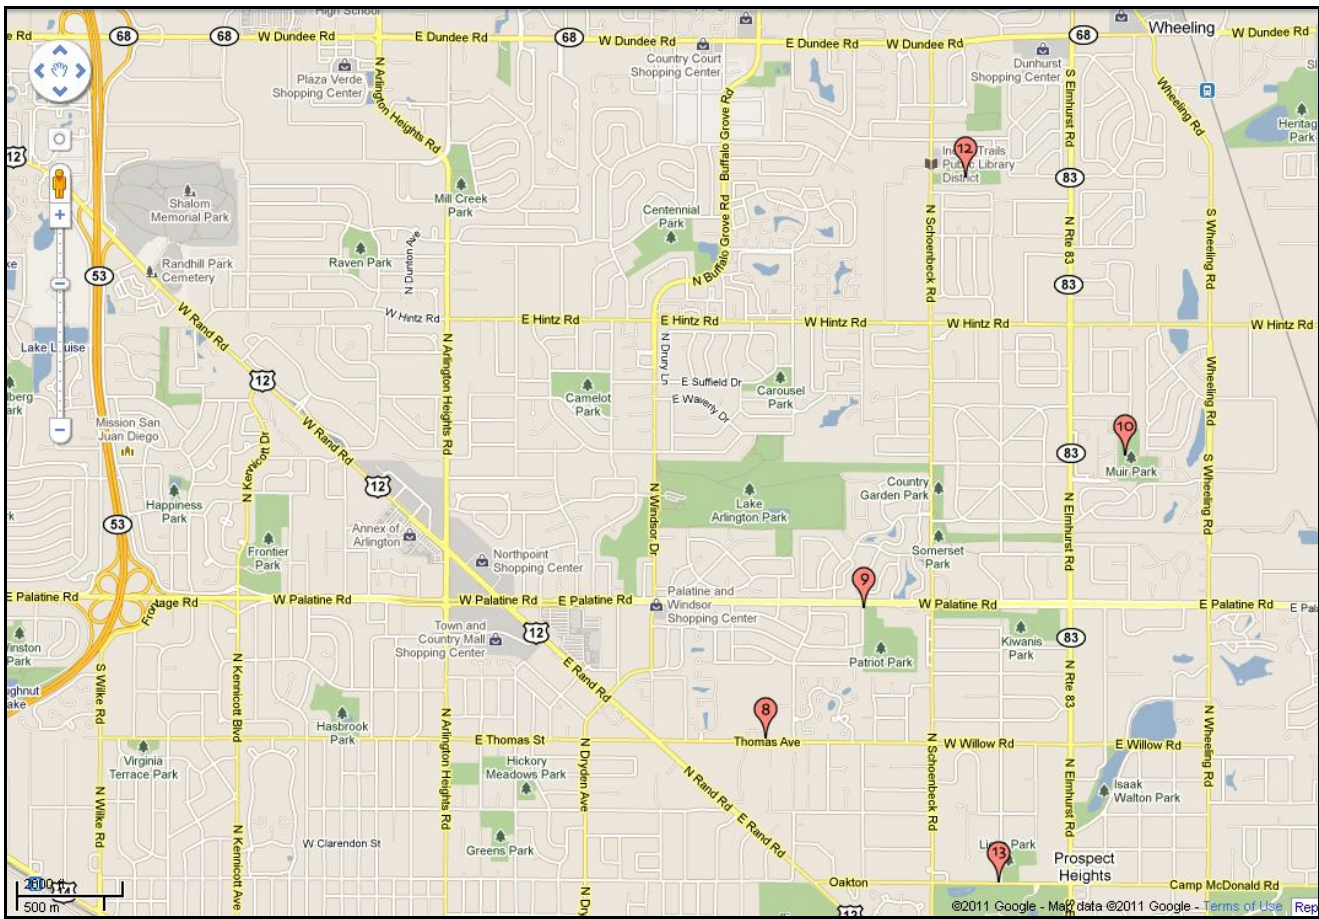 High School
e Rd
68
68
W Dundee Rd
E Dundee Rd
68
W Dundee Rd
E Dundee Rd
W Dundee Rd
68
Wheeling
W Dundee Rd
Plaza Verde
Shopping Center
Country Court
Shopping Center
Dunhurst
Shopping Center
N Arlington Heights Rd
Buffalo Grove Rd
S Elmhurst Rd
Wheeling Rd
Heritag
Park
12
12
Trails
Public Library
District
83
Shalom
Memorial Park
Mill Creek
Park
Centennial
Park
N Buffalo Grove Rd
N Schoenbeck Rd
N Rte 83
S Wheeling Rd
Raven Park
N Dunton Ave
Randhill Park
Cemetery
53
83
W Rand Rd
W Hintz Rd
E Hintz Rd
E Hintz Rd
W Hintz Rd
W Hintz Rd
W Hintz Rd
N Drury Ln
N Arlington Heights Rd
12
E Suffield Dr
E Waverly Dr
Camelot
Park
Carousel
Park
Wheeling Rd
Mission San
Juan Diego
W Rand Rd
N Kennicott Dr
10
83
Muir Park
12
Happiness
Park
Lake
Arlington Park
Country
Garden Park
N Windsor Dr
S Wheeling Rd
53
Annex of
Arlington
N Elmhurst Rd
Frontier
Park
Northpoint
Shopping Center
Somerset
Park
9
E Palatine Rd
W Palatine Rd
W Palatine Rd
E Palatine Rd
Palatine and
Windsor
Shopping Center
W Palatine Rd
E Palatine Rd
Town and
Country Mall
Shopping Center
12
Kiwanis
Park
83
Patriot Park
S Wilke Rd
N Kennicott Blvd
E Rand Rd
N Rte 83
Hasbrook
Park
N Arlington Heights Rd
8
N Schoenbeck Rd
N Wheeling Rd
E Thomas St
Thomas Ave
W Willow Rd
E Willow Rd
Virginia
Terrace Park
Hickory
Meadows Park
N Dryden Ave
N Rand Rd
E Rand Rd
N Elmhurst Rd
Isaak
Walton Park
N Wilke Rd
N Kennicott Ave
W Clarendon St
Greens Park
Park
13
Prospect
Heights
Oakton
Camp McDonald Rd
500 m
12
©2011 Google - Map data ©2011 Google - Terms of Use
Rep